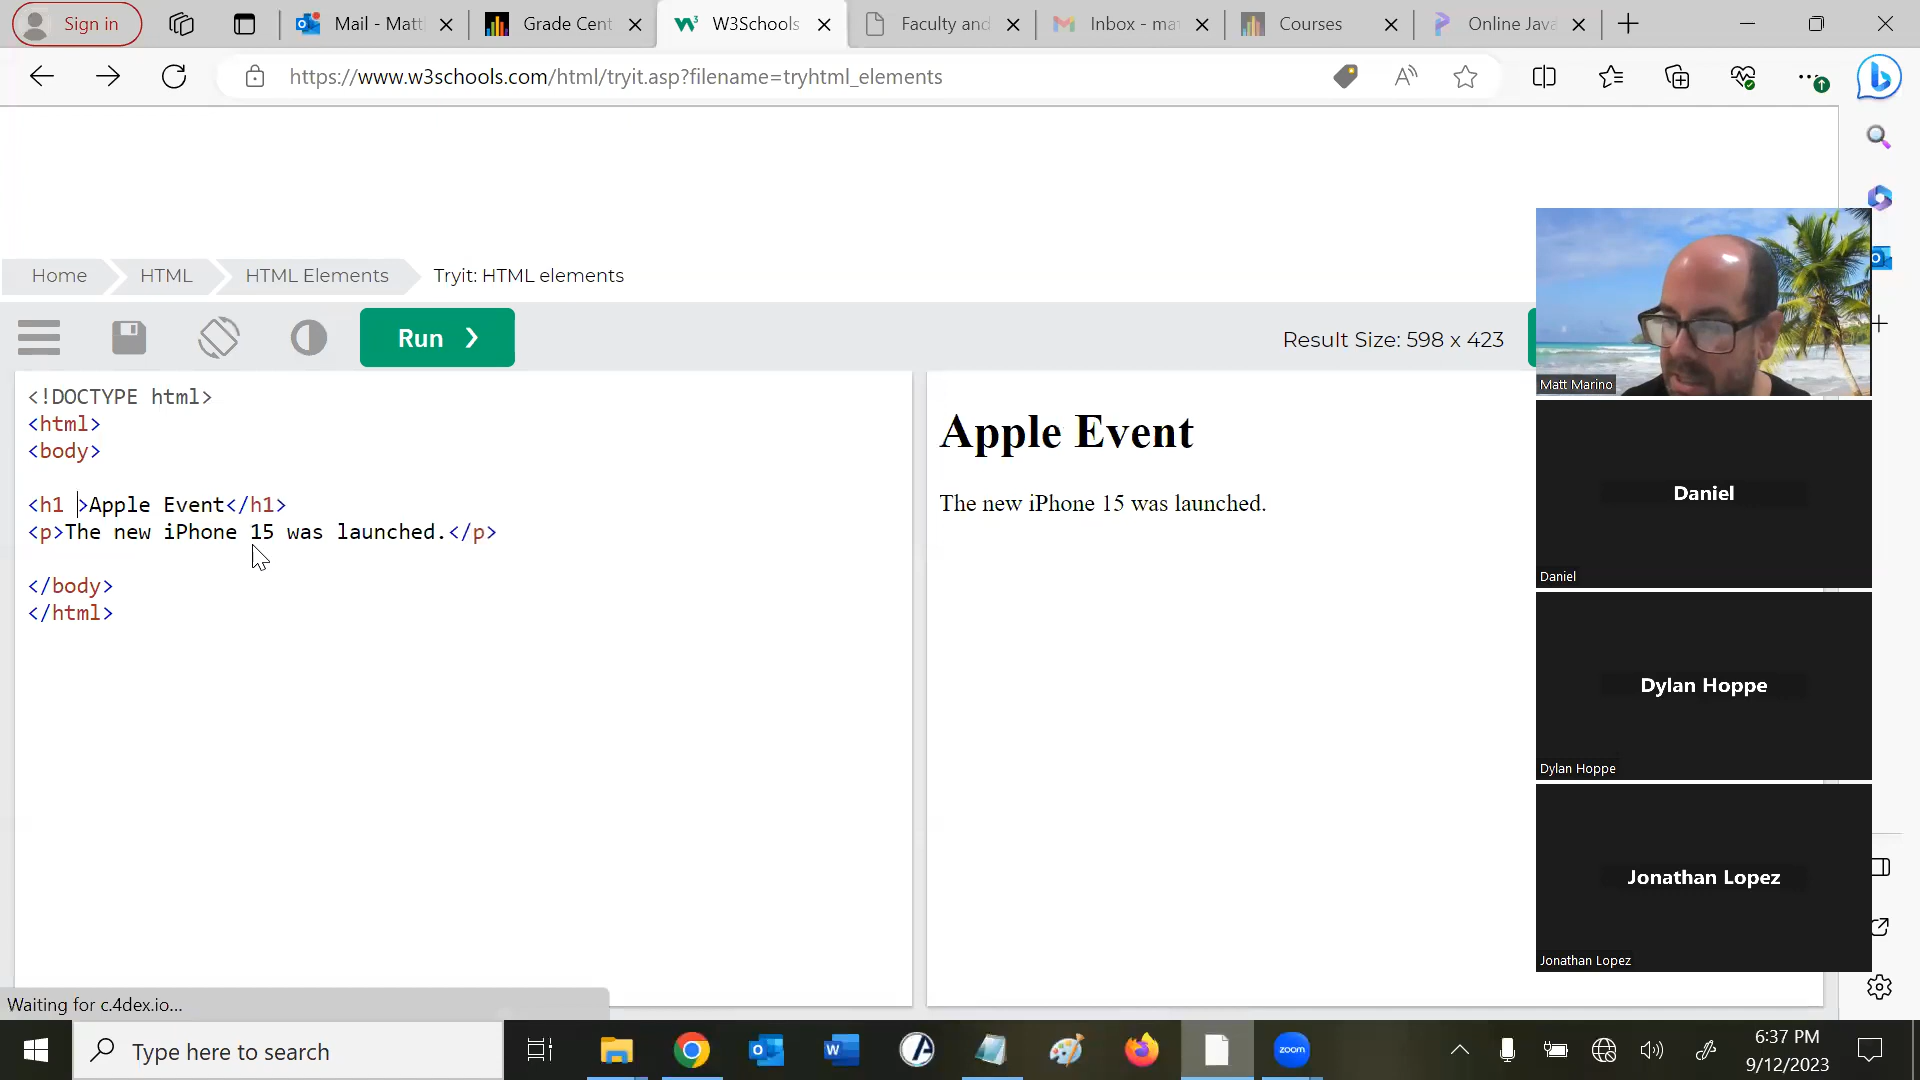 Sign in
Mail - Matt
Grade Cent
W3Schools
Faculty and
Inbox - ma
Courses
Online Java
https://www.w3schools.com/html/tryit.asp?filename=tryhtml_elements
Home
HTML
HTML Elements
Tryit: HTML elements
Run ❯
Result Size: 598 x 423
<!DOCTYPE html>
<html>
<body>
<h1 >Apple Event</h1>
<p>The new iPhone 15 was launched.</p>
</body>
</html>
Apple Event
The new iPhone 15 was launched.
Matt Marino
Daniel
Daniel
Dylan Hoppe
Dylan Hoppe
Jonathan Lopez
Jonathan Lopez
Waiting for c.4dex.io...
Type here to search
zoom
6:37 PM
9/12/2023